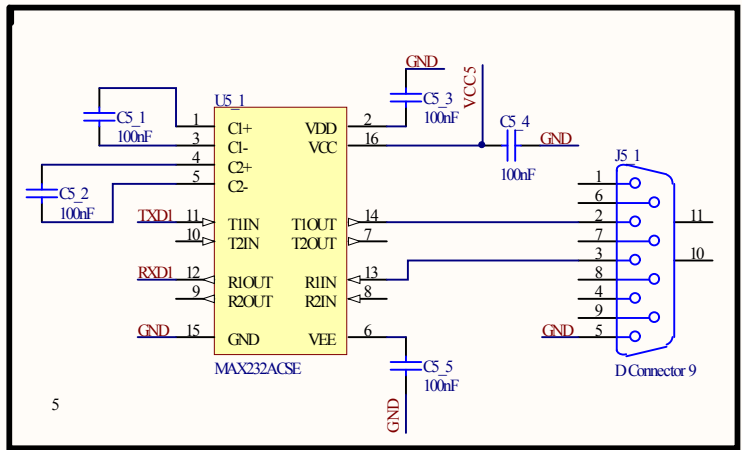 GND
C5_3
100nF
VCC5
C5_4
GND
100nF
U5_1
C5_1
100nF
C5_2
100nF
1 C1+ VDD 2
3 C1- VCC 16
4 C2+
5 C2-
TXD1 11 T1IN T1OUT 14
10 T2IN T2OUT 7
RXD1 12 R1OUT R1IN 13
9 R2OUT R2IN 8
GND 15 GND VEE 6
MAX232ACSE
C5_5
100nF
GND
J5_1
1
6
2 11
7
3 10
8
4
9
GND 5
D Connector 9
5